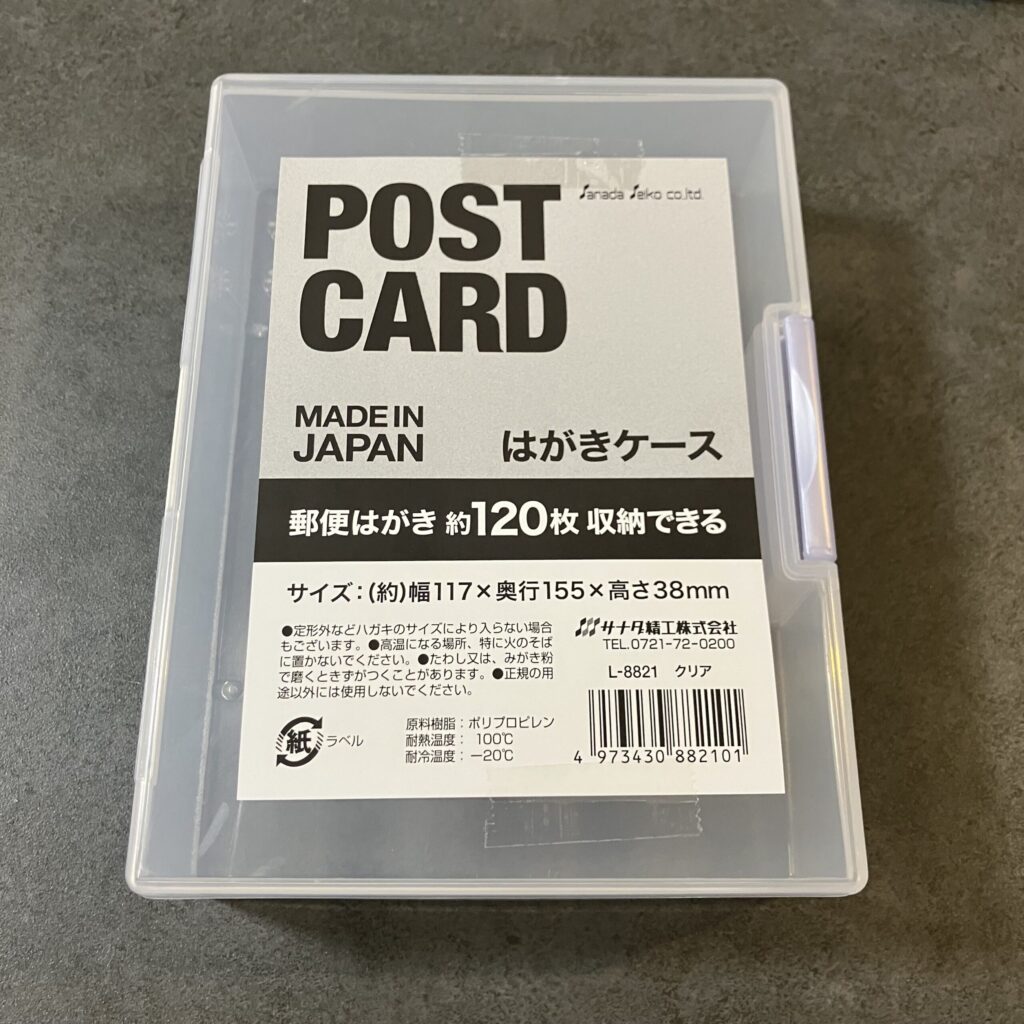 POST
CARD
Sanada Seiko co.ltd.
MADE IN
JAPAN
はがきケース
郵便はがき 約120枚 収納できる
サイズ：(約)幅117×奥行155×高さ38mm
●定形外などハガキのサイズにより入らない場合
もございます。●高温になる場所、特に火のそば
に置かないでください。●たわし又は、みがき粉
で磨くときずがつくことがあります。●正規の用
途以外には使用しないでください。
サナダ精工株式会社
TEL.0721-72-0200
L-8821 クリア
紙 ラベル
原料樹脂：ポリプロピレン
耐熱温度： 100℃
耐冷温度：－20℃
4 973430 882101